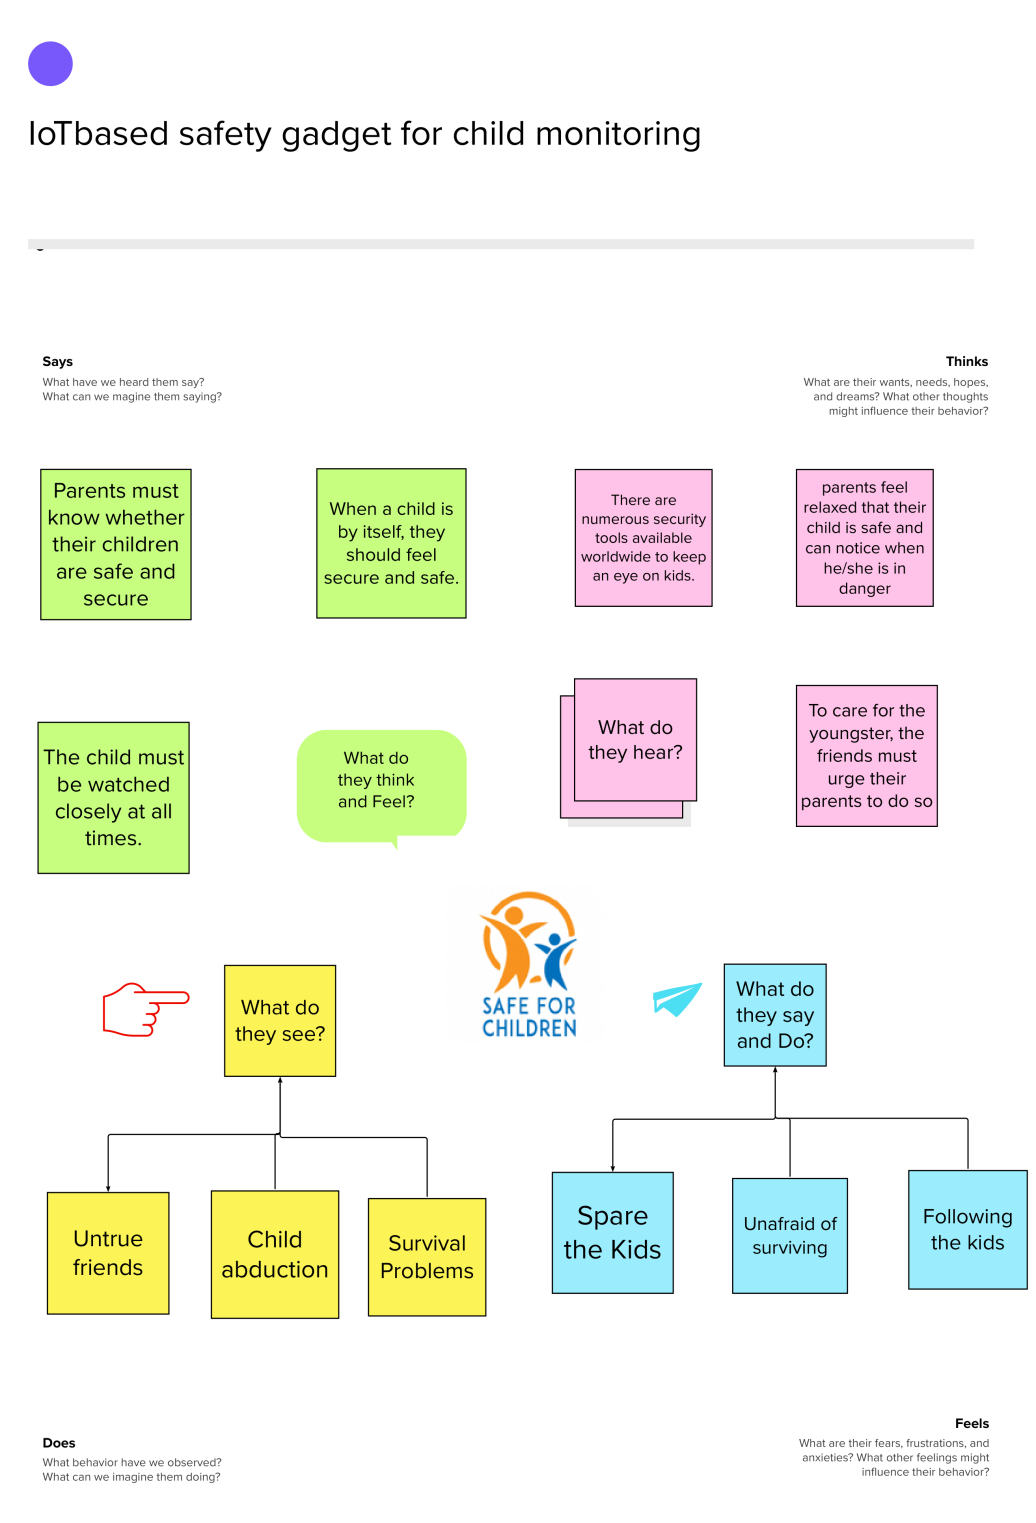 IoTbased safety gadget for child monitoring
Says
What have we heard them say?
What can we magine them saying?
Thinks
What are their wants, needs, hopes,
and dreams? What other thoughts
might influence their behavior?
Parents must
know whether
their children
are safe and
secure
When a child is
by itself, they
should feel
secure and safe.
There are
numerous security
tools available
worldwide to keep
an eye on kids.
parents feel
relaxed that their
child is safe and
can notice when
he/she is in
danger
The child must
be watched
closely at all
times.
What do
they think
and Feel?
What do
they hear?
To care for the
youngster, the
friends must
urge their
parents to do so
SAFE FOR
CHILDREN
What do
they see?
What do
they say
and Do?
Untrue
friends
Child
abduction
Survival
Problems
Spare
the Kids
Unafraid of
surviving
Following
the kids
Does
What behavior have we observed?
What can we imagine them doing?
Feels
What are their fears, frustrations, and
anxieties? What other feelings might
influence their behavior?